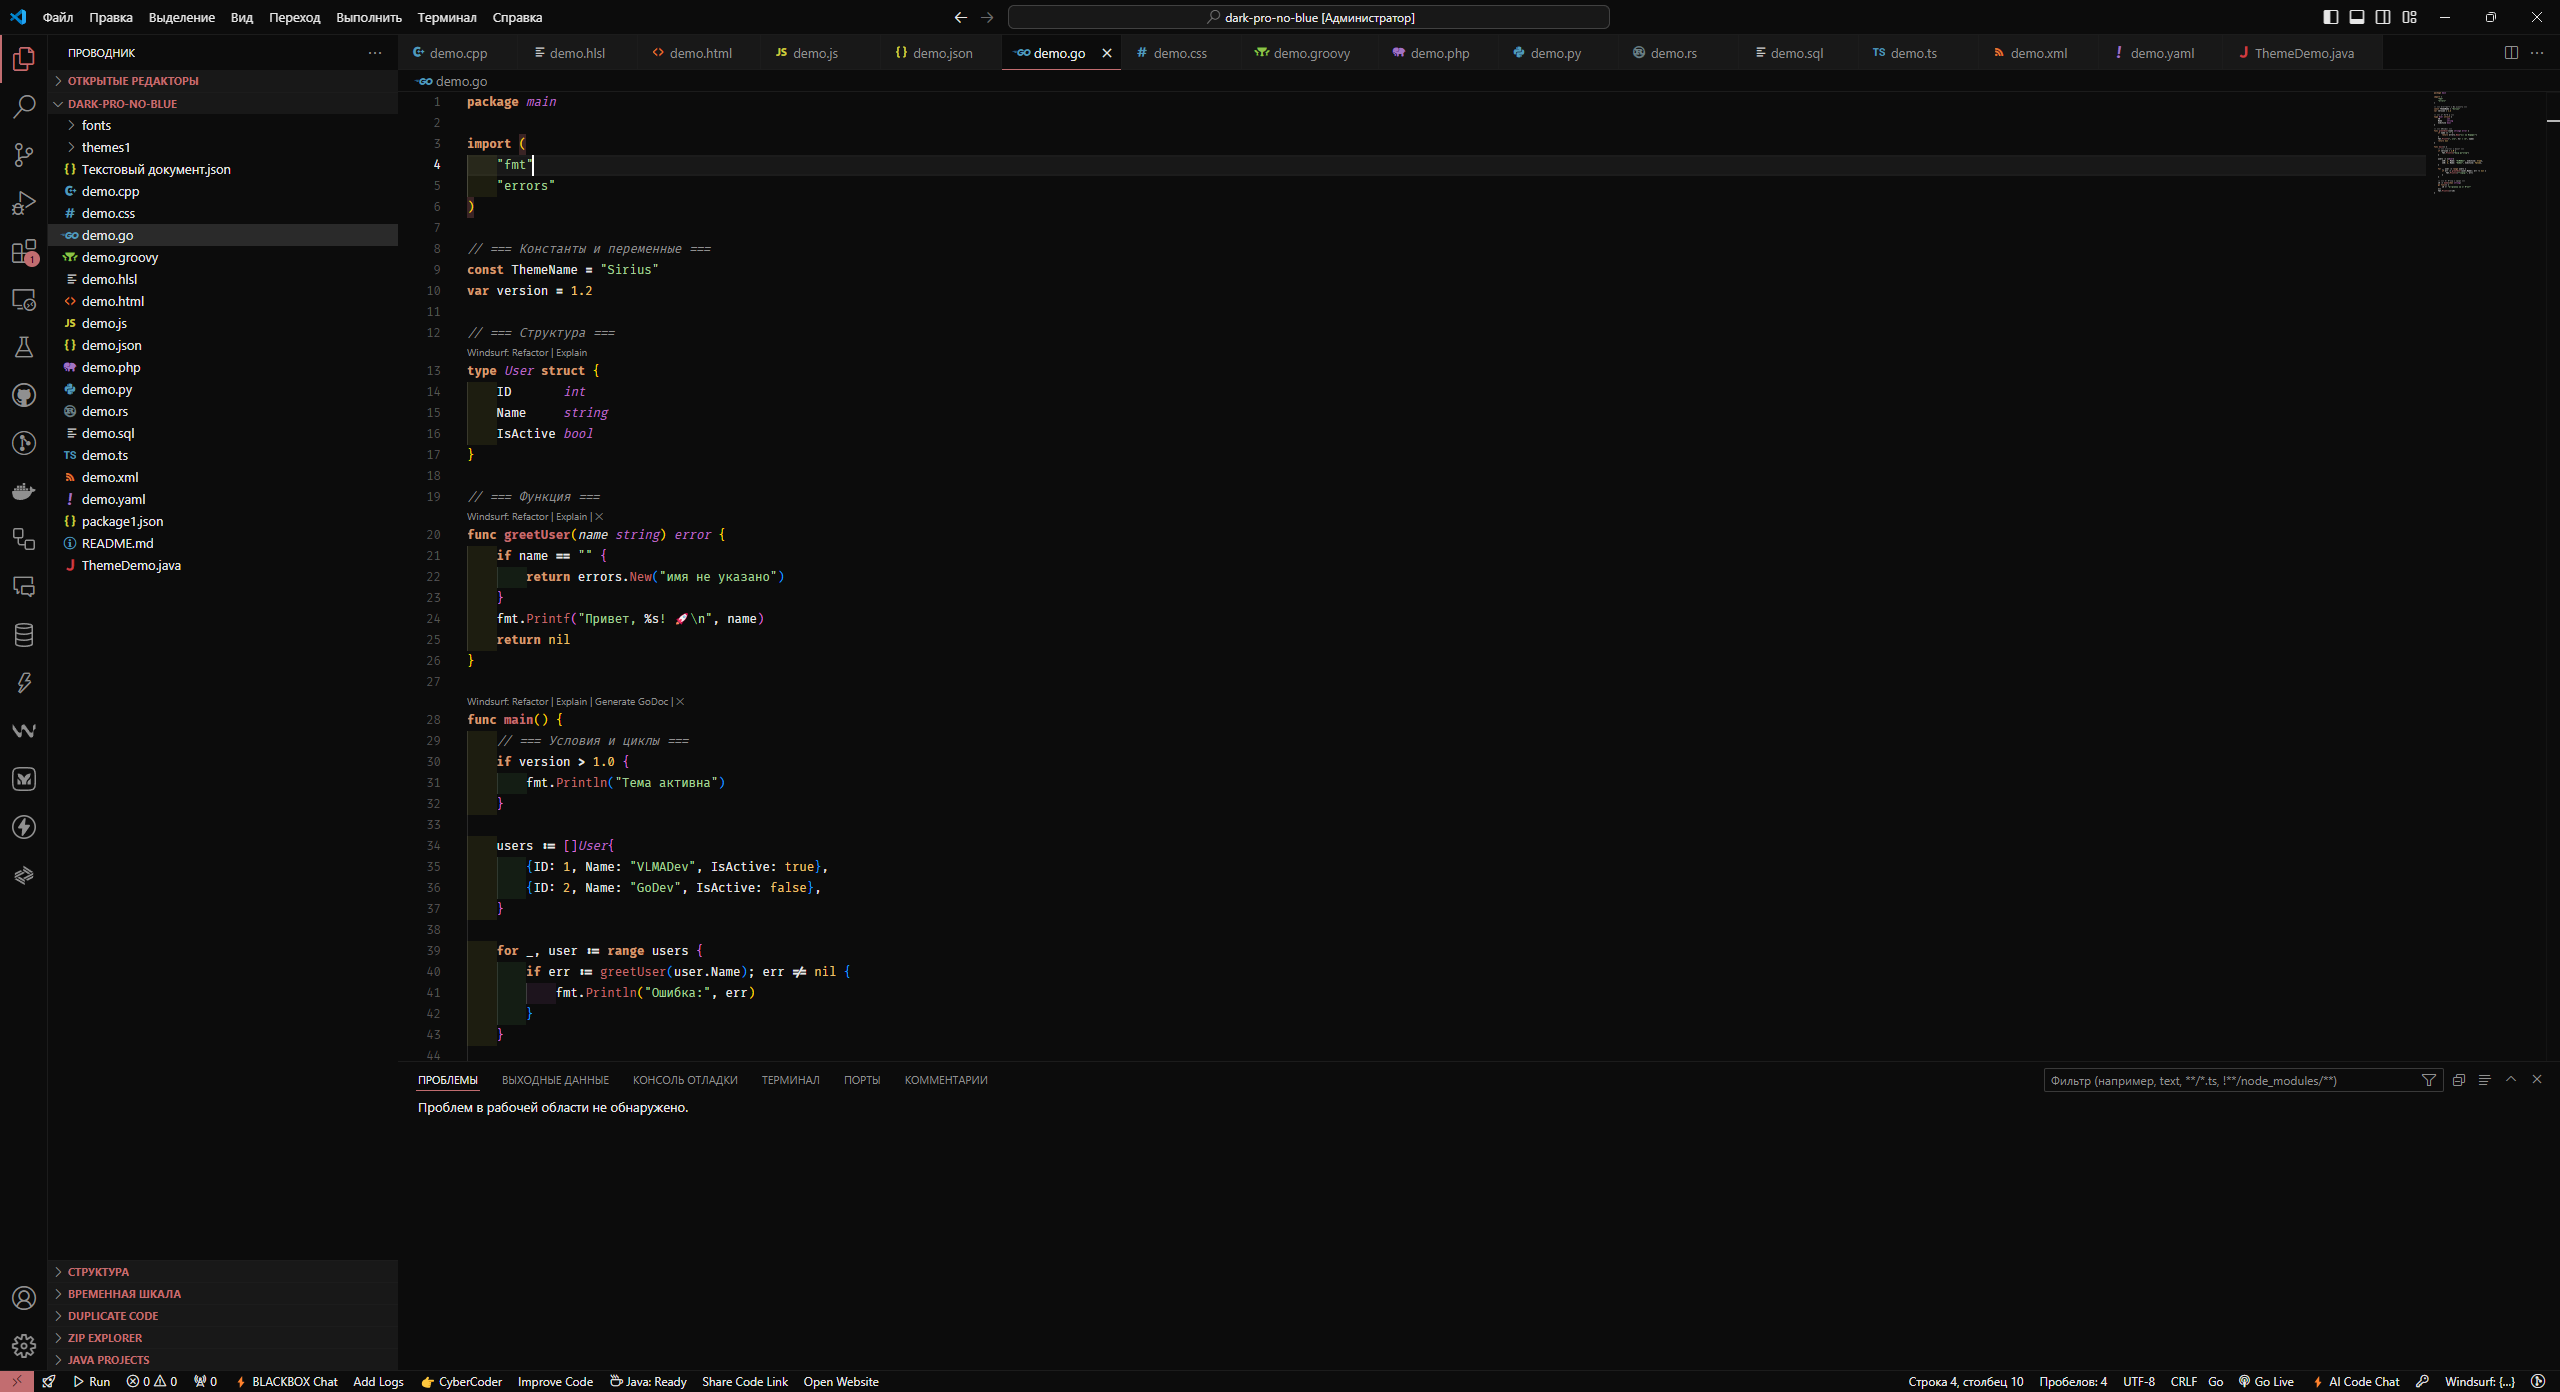 Файл Правка Выделение Вид Переход Выполнить Терминал Справка
dark-pro-no-blue [Администратор]
ПРОВОДНИК
ОТКРЫТЫЕ РЕДАКТОРЫ
DARK-PRO-NO-BLUE
fonts
themes1
Текстовый документ.json
demo.cpp
demo.css
demo.go
demo.groovy
demo.hlsl
demo.html
demo.js
demo.json
demo.php
demo.py
demo.rs
demo.sql
demo.ts
demo.xml
demo.yaml
package1.json
README.md
ThemeDemo.java
СТРУКТУРА
ВРЕМЕННАЯ ШКАЛА
DUPLICATE CODE
ZIP EXPLORER
JAVA PROJECTS
demo.cpp demo.hlsl demo.html demo.js demo.json demo.go demo.css demo.groovy demo.php demo.py demo.rs demo.sql demo.ts demo.xml demo.yaml ThemeDemo.java
demo.go
1 package main
2
3 import (
4 "fmt"
5 "errors"
6 )
7
8 // === Константы и переменные ===
9 const ThemeName = "Sirius"
10 var version = 1.2
11
12 // === Структура ===
Windsurf: Refactor | Explain
13 type User struct {
14 ID int
15 Name string
16 IsActive bool
17 }
18
19 // === Функция ===
Windsurf: Refactor | Explain | ×
20 func greetUser(name string) error {
21 if name == "" {
22 return errors.New("имя не указано")
23 }
24 fmt.Printf("Привет, %s! 🚀\n", name)
25 return nil
26 }
27
Windsurf: Refactor | Explain | Generate GoDoc | ×
28 func main() {
29 // === Условия и циклы ===
30 if version > 1.0 {
31 fmt.Println("Тема активна")
32 }
33
34 users := []User{
35 {ID: 1, Name: "VLMADev", IsActive: true},
36 {ID: 2, Name: "GoDev", IsActive: false},
37 }
38
39 for _, user := range users {
40 if err := greetUser(user.Name); err != nil {
41 fmt.Println("Ошибка:", err)
42 }
43 }
44
ПРОБЛЕМЫ ВЫХОДНЫЕ ДАННЫЕ КОНСОЛЬ ОТЛАДКИ ТЕРМИНАЛ ПОРТЫ КОММЕНТАРИИ
Фильтр (например, text, **/*.ts, !**/node_modules/**)
Проблем в рабочей области не обнаружено.
Run 0 0 0 BLACKBOX Chat Add Logs 👉 CyberCoder Improve Code Java: Ready Share Code Link Open Website
Строка 4, столбец 10 Пробелов: 4 UTF-8 CRLF Go Go Live AI Code Chat Windsurf: {...}